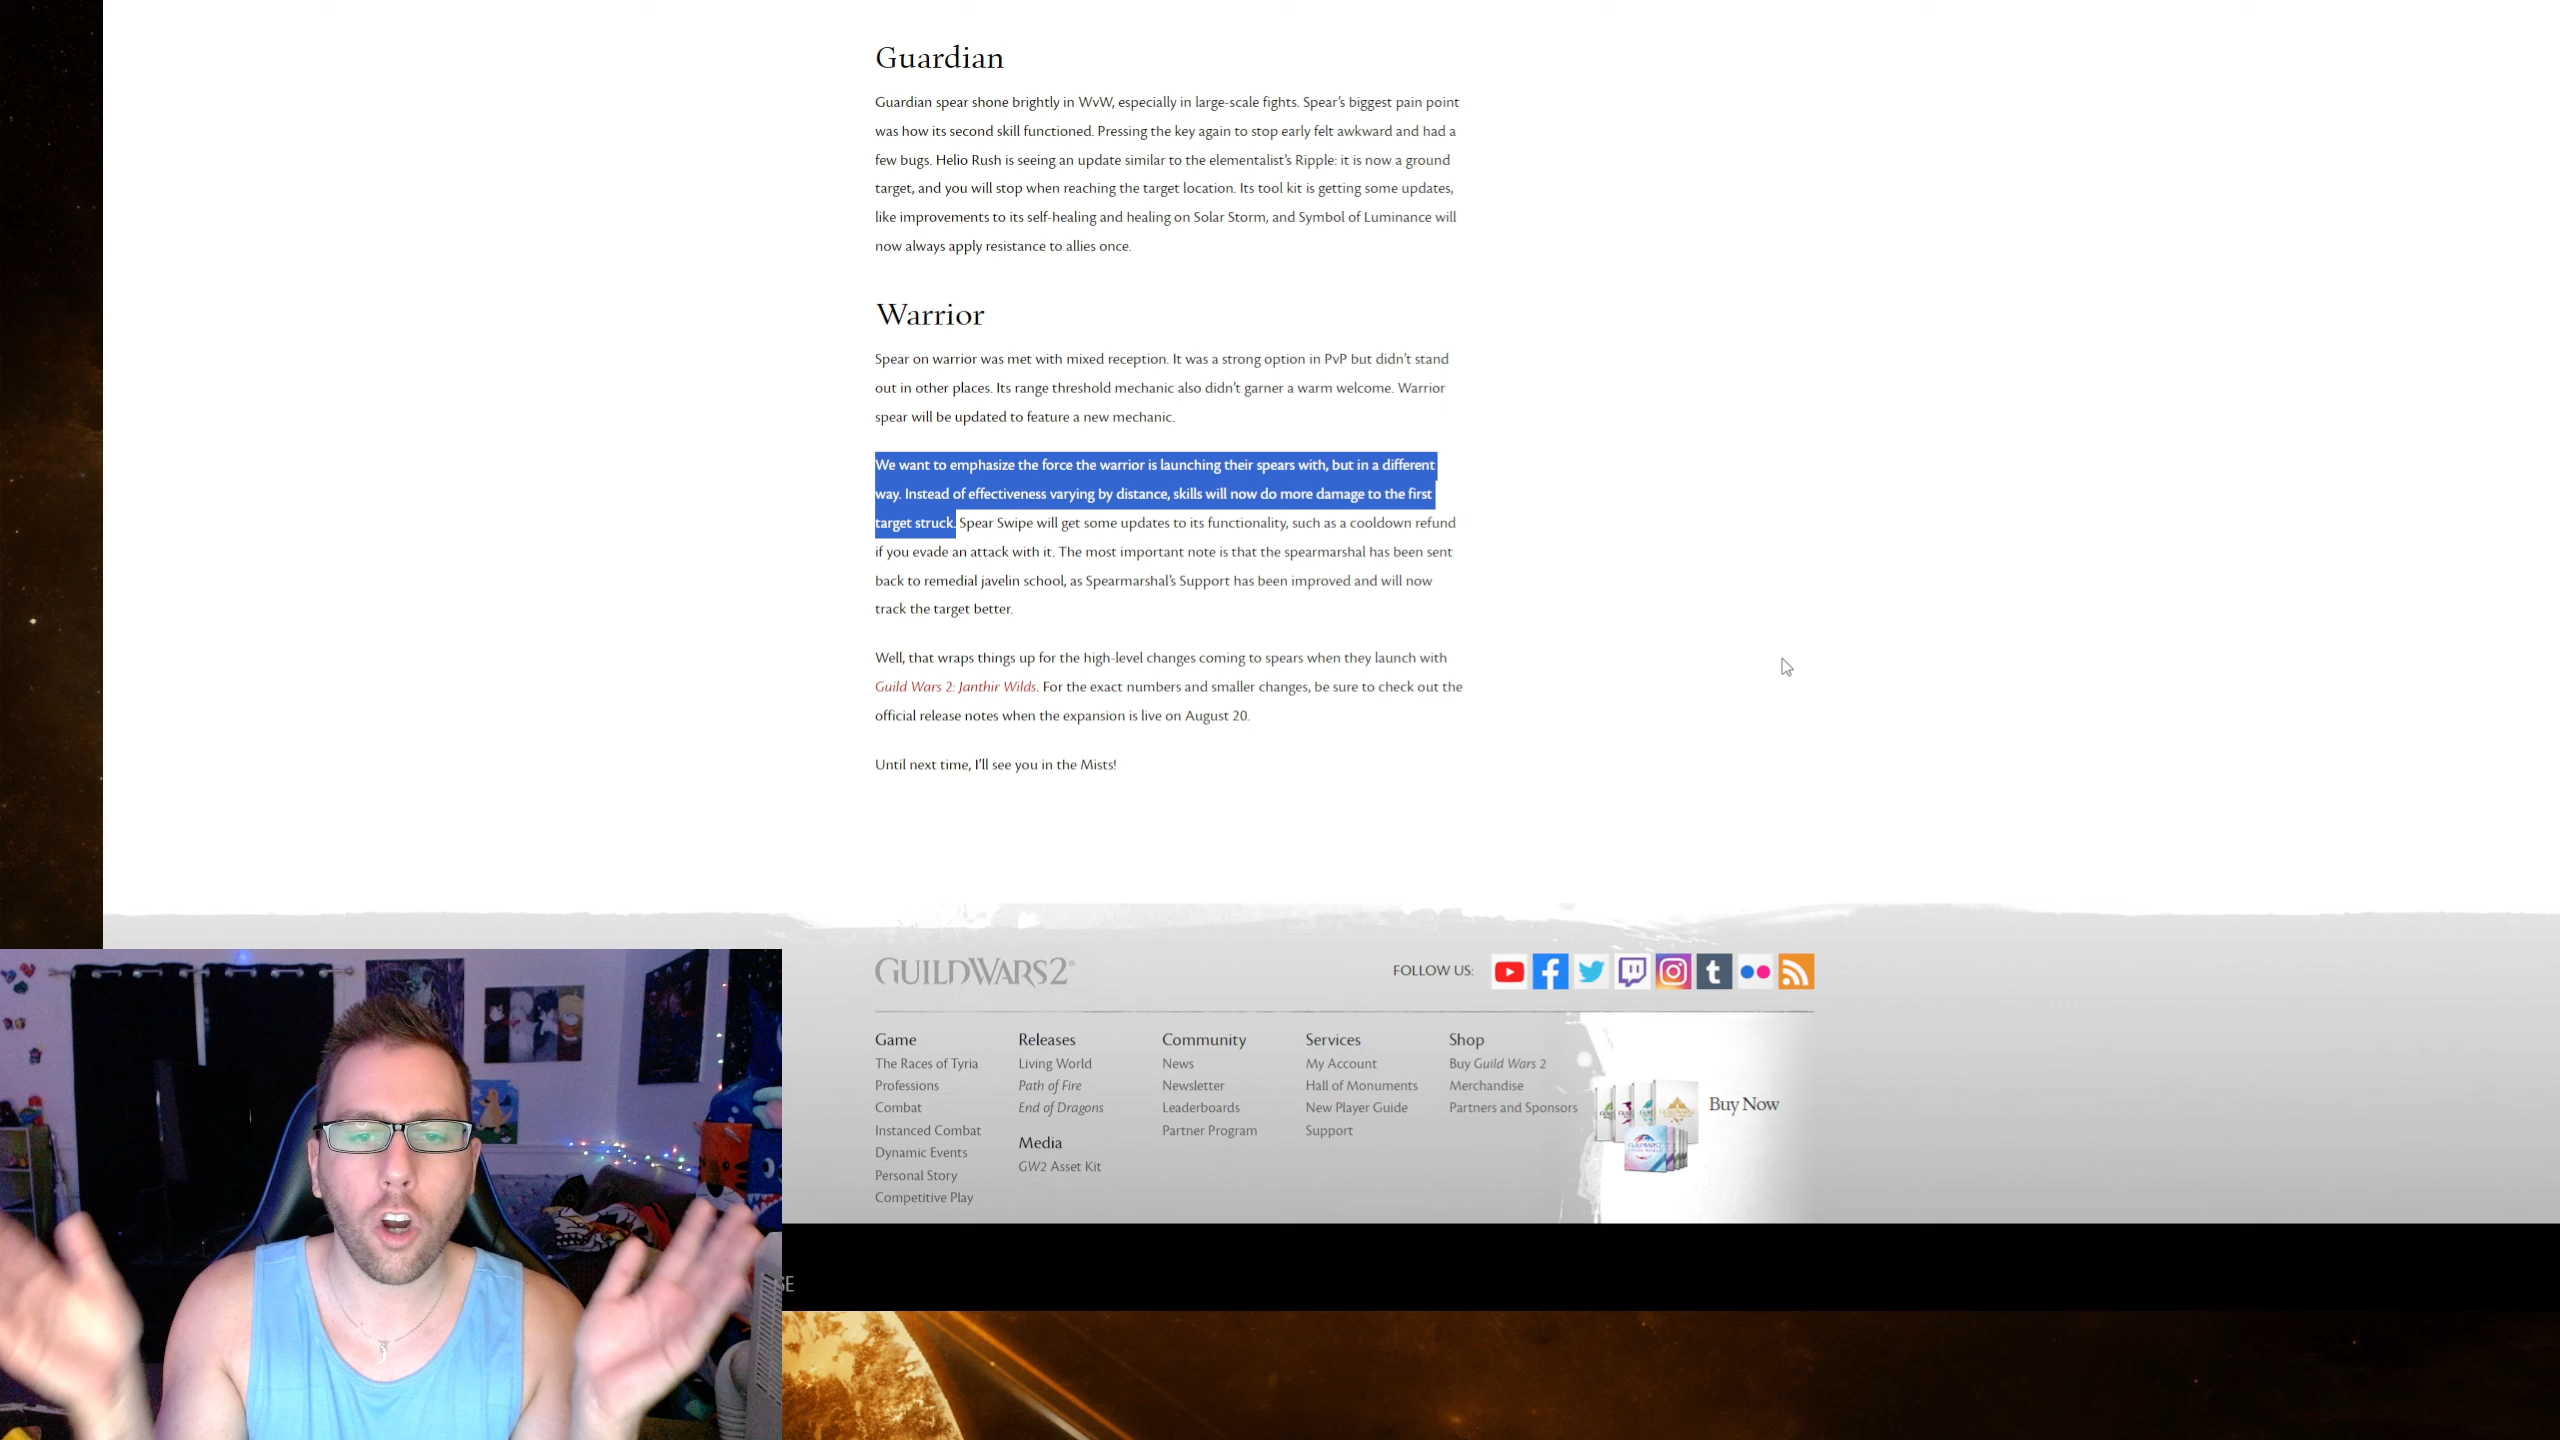 Guardian
Guardian spear shone brightly in WvW, especially in large-scale fights. Spear’s biggest pain point
was how its second skill functioned. Pressing the key again to stop early felt awkward and had a
few bugs. Helio Rush is seeing an update similar to the elementalist’s Ripple: it is now a ground
target, and you will stop when reaching the target location. Its tool kit is getting some updates,
like improvements to its self-healing and healing on Solar Storm, and Symbol of Luminance will
now always apply resistance to allies once.
Warrior
Spear on warrior was met with mixed reception. It was a strong option in PvP but didn’t stand
out in other places. Its range threshold mechanic also didn’t garner a warm welcome. Warrior
spear will be updated to feature a new mechanic.
We want to emphasize the force the warrior is launching their spears with, but in a different
way. Instead of effectiveness varying by distance, skills will now do more damage to the first
target struck. Spear Swipe will get some updates to its functionality, such as a cooldown refund
if you evade an attack with it. The most important note is that the spearmarshal has been sent
back to remedial javelin school, as Spearmarshal’s Support has been improved and will now
track the target better.
Well, that wraps things up for the high-level changes coming to spears when they launch with
Guild Wars 2: Janthir Wilds. For the exact numbers and smaller changes, be sure to check out the
official release notes when the expansion is live on August 20.
Until next time, I’ll see you in the Mists!
GUILDWARS2®
FOLLOW US:
Game
The Races of Tyria
Professions
Combat
Instanced Combat
Dynamic Events
Personal Story
Competitive Play
Releases
Living World
Path of Fire
End of Dragons
Media
GW2 Asset Kit
Community
News
Newsletter
Leaderboards
Partner Program
Services
My Account
Hall of Monuments
New Player Guide
Support
Shop
Buy Guild Wars 2
Merchandise
Partners and Sponsors
Buy Now